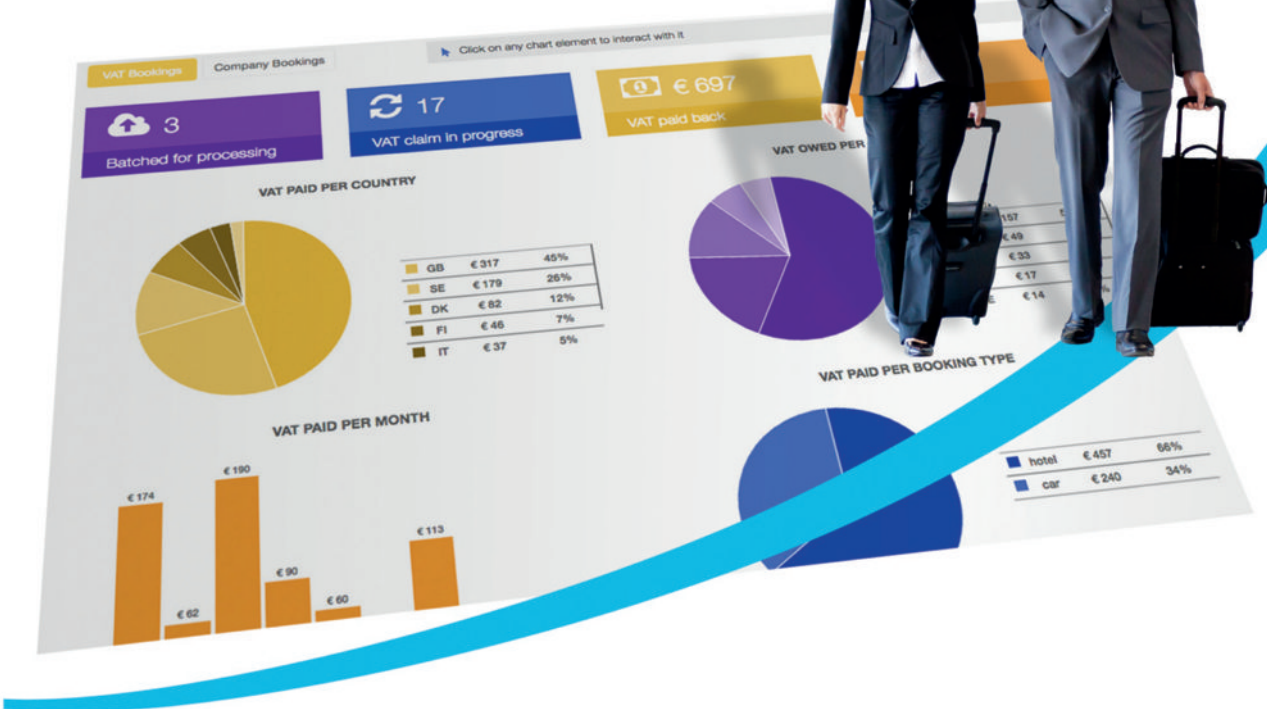 VAT Bookings
Company Bookings
Click on any chart element to interact with it
3
Batched for processing
17
VAT claim in progress
€ 697
VAT paid back
VAT PAID PER COUNTRY
GB € 317 45%
SE € 179 26%
DK € 82 12%
FI € 46 7%
IT € 37 5%
VAT OWED PER
157
€ 49
€ 33
€ 17
€ 14
VAT PAID PER MONTH
€ 174
€ 62
€ 190
€ 90
€ 60
€ 113
VAT PAID PER BOOKING TYPE
hotel € 457 66%
car € 240 34%